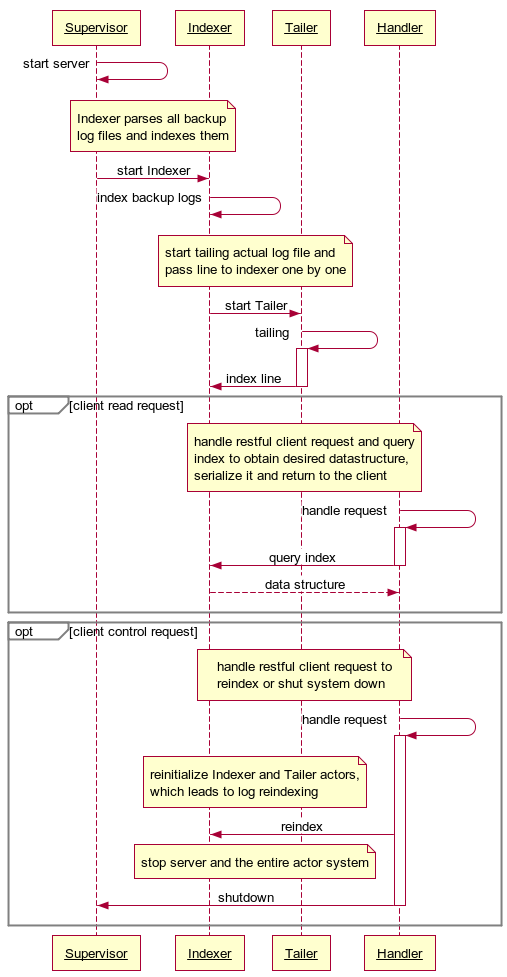 Supervisor Indexer Tailer Handler
start server
Indexer parses all backup
log files and indexes them
start Indexer
index backup logs
start tailing actual log file and
pass line to indexer one by one
start Tailer
tailing
index line
opt [client read request]
handle restful client request and query
index to obtain desired datastructure,
serialize it and return to the client
handle request
query index
data structure
opt [client control request]
handle restful client request to
reindex or shut system down
handle request
reinitialize Indexer and Tailer actors,
which leads to log reindexing
reindex
stop server and the entire actor system
shutdown
Supervisor Indexer Tailer Handler